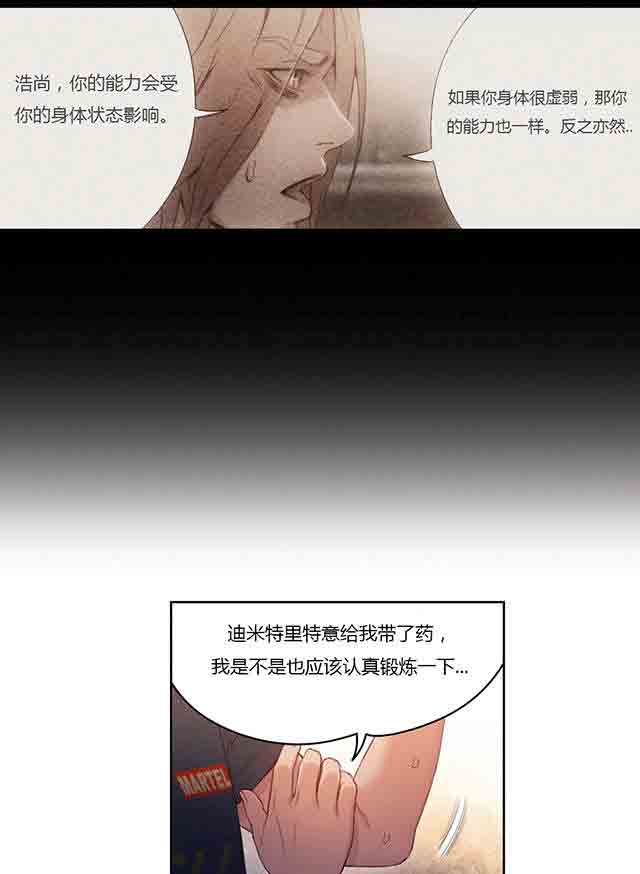 浩尚，你的能力会受
你的身体状态影响。
如果你身体很虚弱，那你
的能力也一样。反之亦然..
迪米特里特意给我带了药，
我是不是也应该认真锻炼一下...
MARTEL